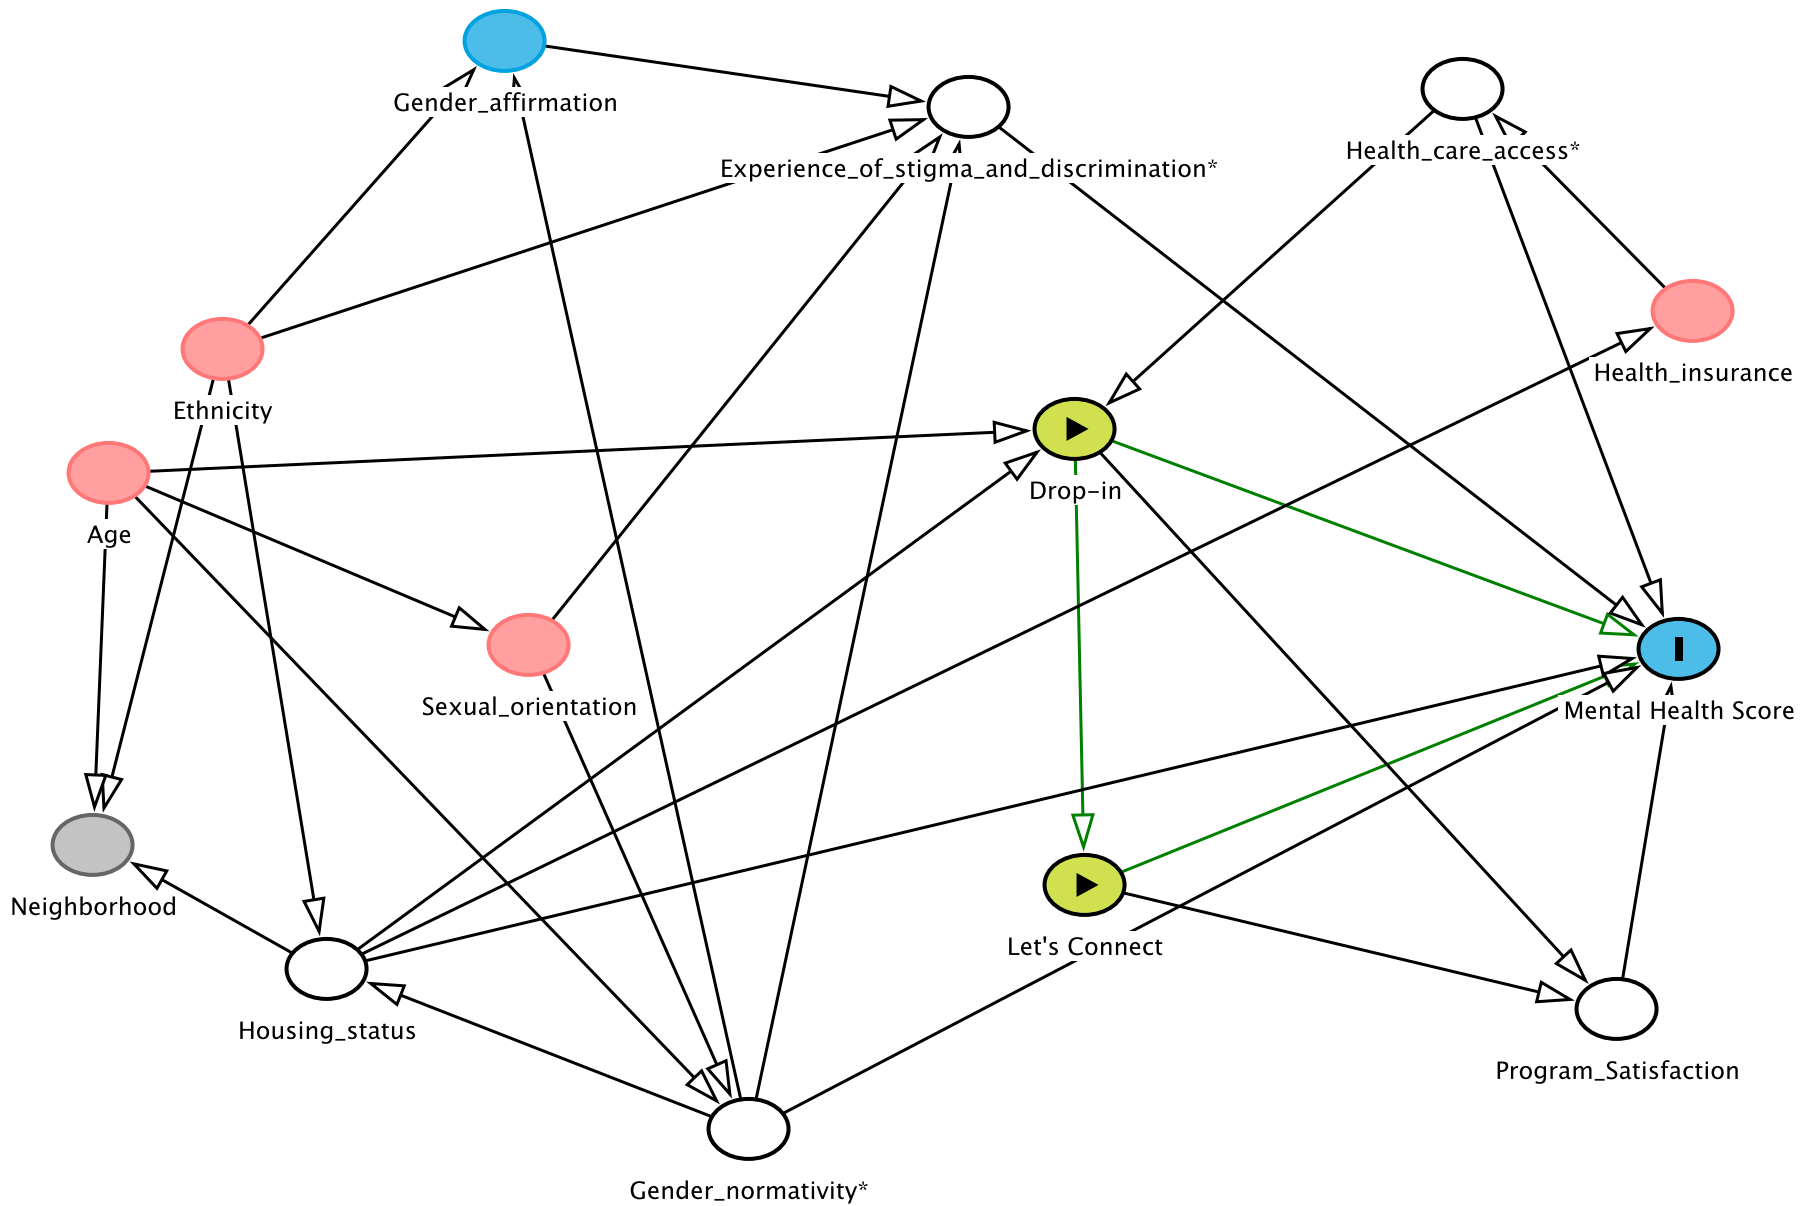 Gender_affirmation
Experience_of_stigma_and_discrimination*
Health_care_access*
Health_insurance
Ethnicity
Drop-in
Age
Sexual_orientation
Mental Health Score
Neighborhood
Let's Connect
Housing_status
Program_Satisfaction
Gender_normativity*